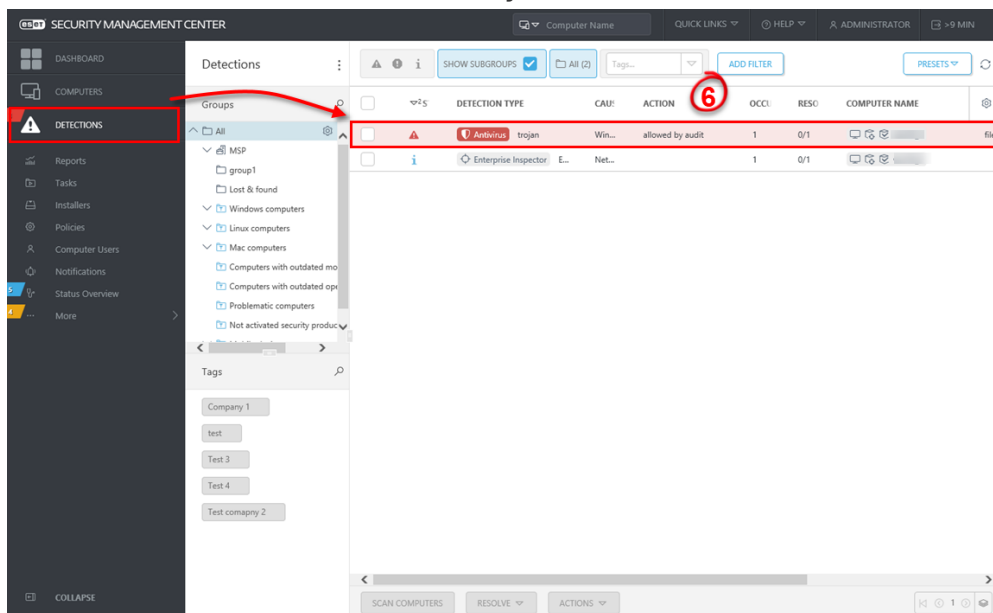 eset SECURITY MANAGEMENT CENTER
Computer Name
QUICK LINKS
HELP
ADMINISTRATOR
>9 MIN
DASHBOARD
COMPUTERS
DETECTIONS
Reports
Tasks
Installers
Policies
Computer Users
Notifications
5
Status Overview
More
COLLAPSE
Detections
Groups
All
MSP
group1
Lost & found
Windows computers
Linux computers
Mac computers
Computers with outdated mo
Computers with outdated ope
Problematic computers
Not activated security produc
Tags
Company 1
test
Test 3
Test 4
Test comapny 2
SHOW SUBGROUPS
All (2)
Tags...
ADD FILTER
PRESETS
6
DETECTION TYPE CAU ACTION OCCU RESO COMPUTER NAME
Antivirus trojan Win... allowed by audit 1 0/1 file
Enterprise Inspector E... Net... 1 0/1
SCAN COMPUTERS
RESOLVE
ACTIONS
1